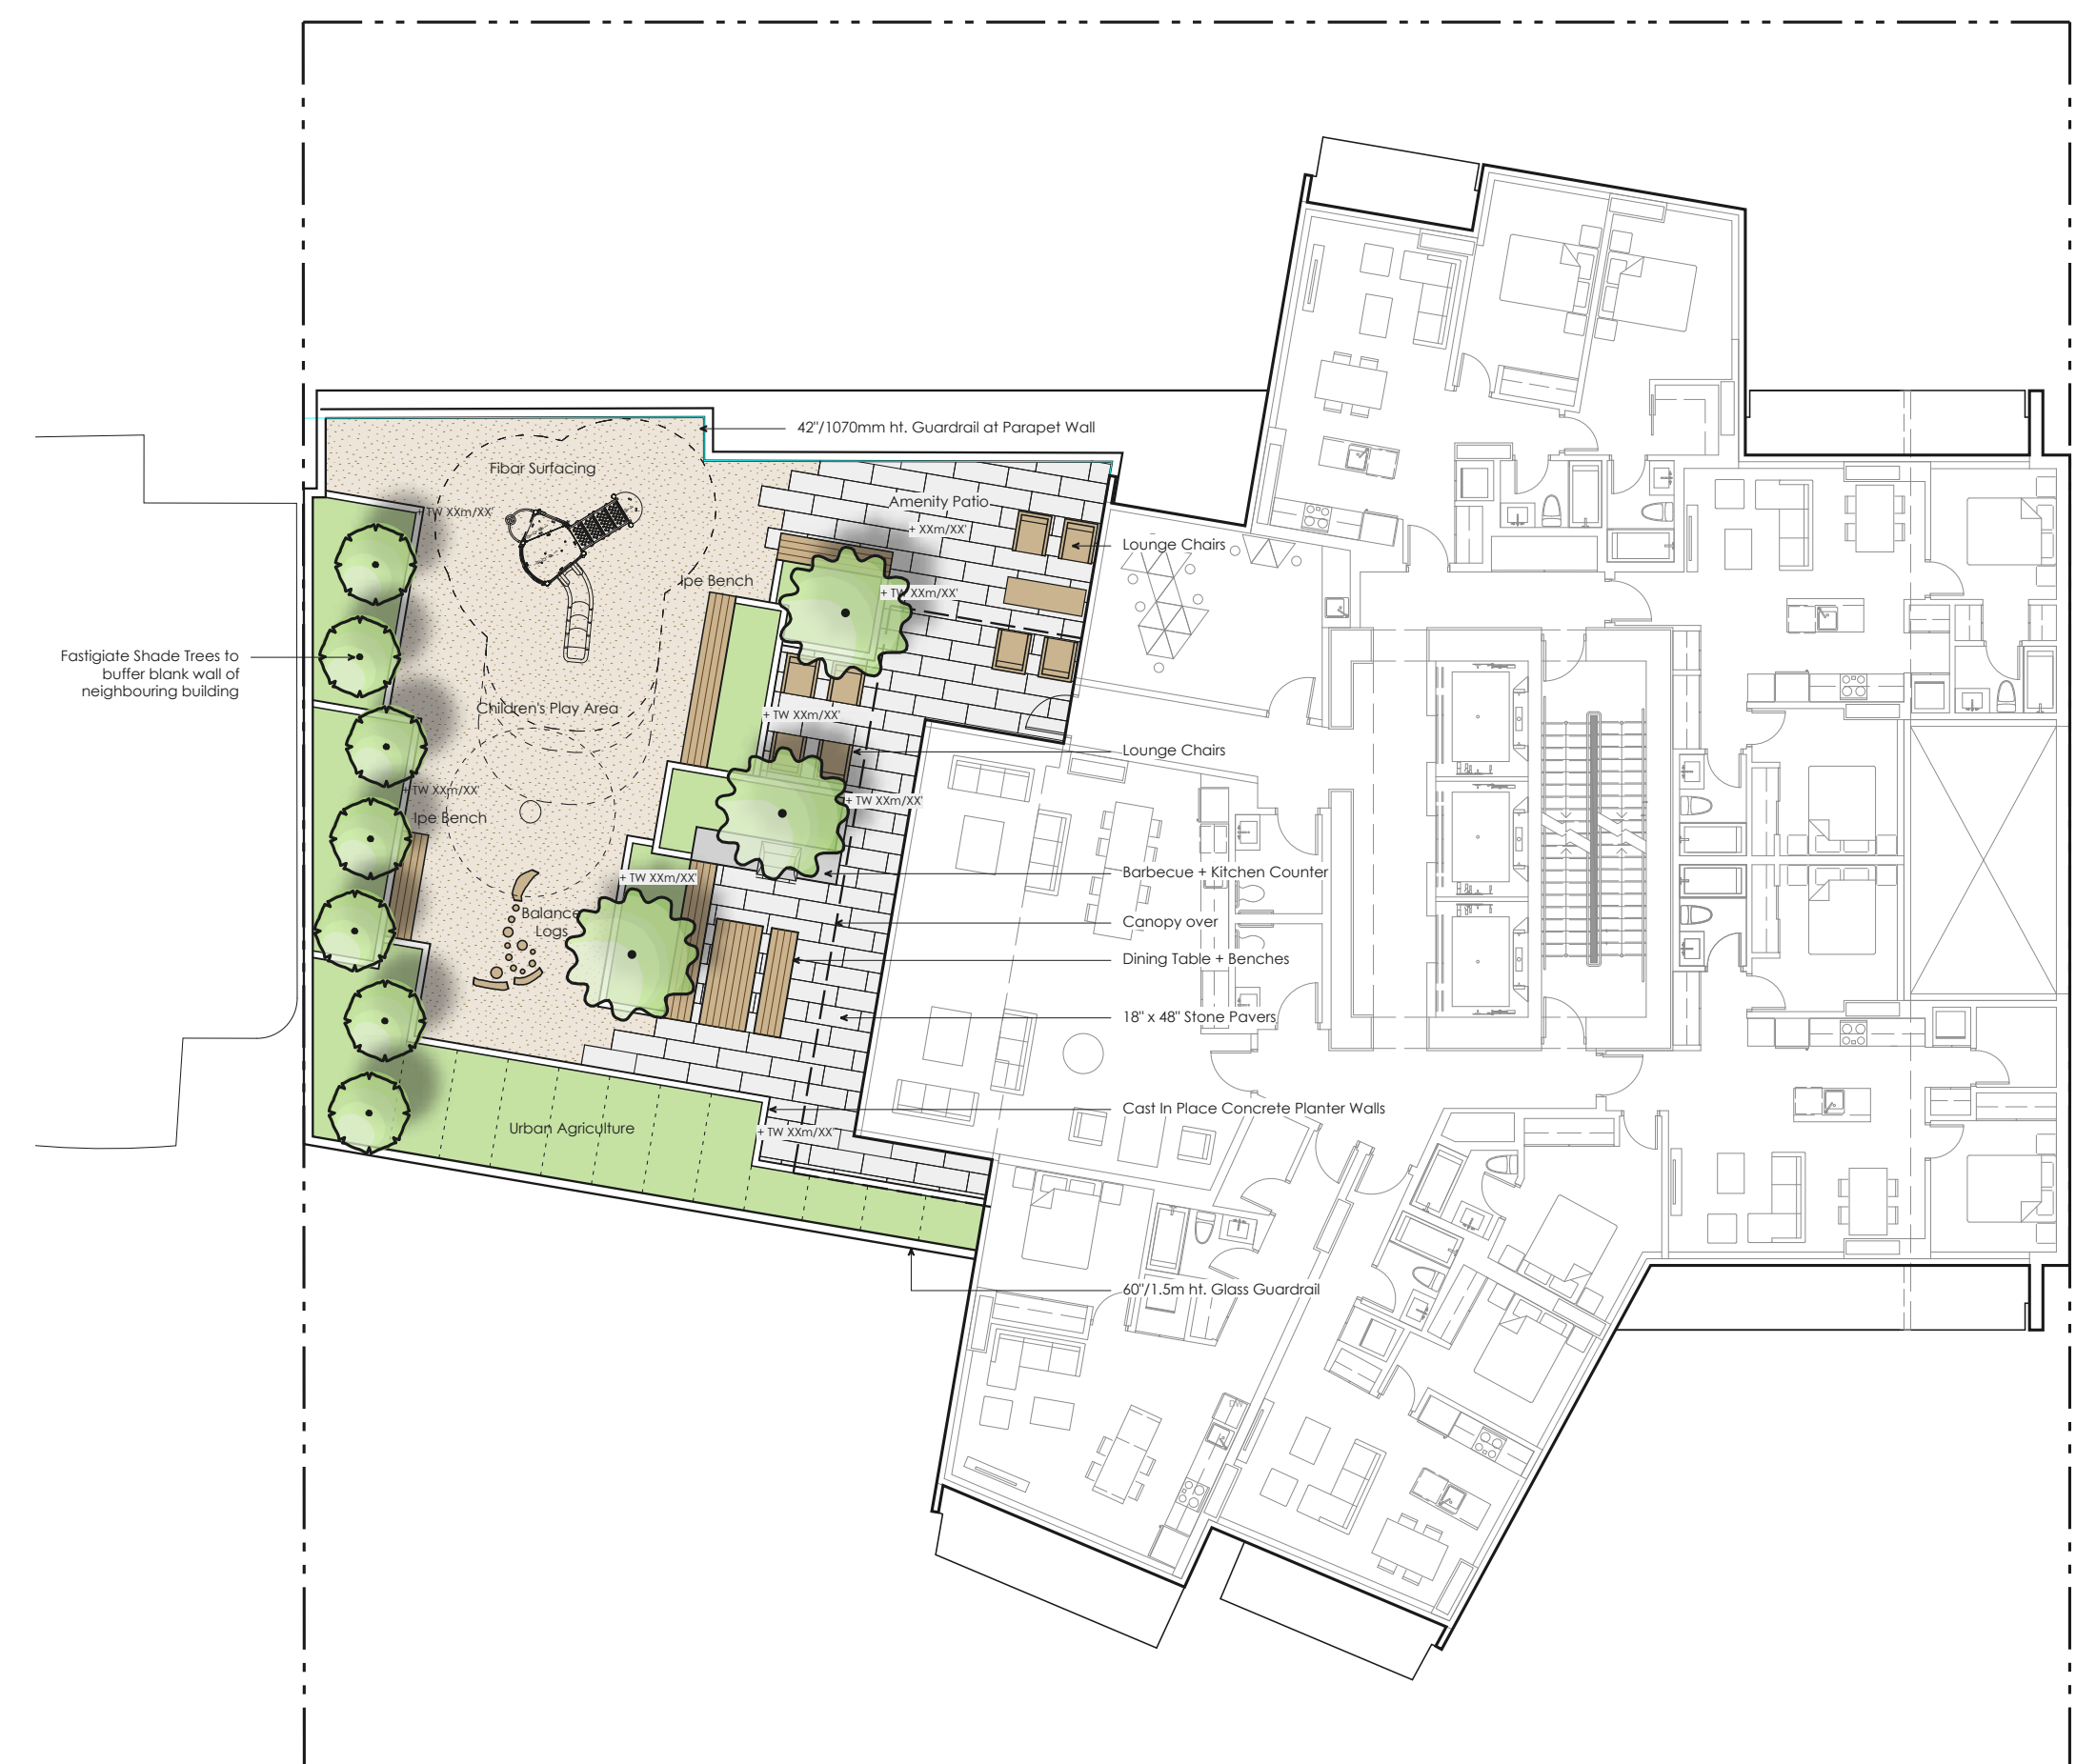 42"/1070mm ht. Guardrail at Parapet Wall
Fibar Surfacing
Amenity Patio
+ TW XXm/XX'
+ XXm/XX'
Lounge Chairs
Ipe Bench
+ TW XXm/XX'
Fastigiate Shade Trees to
buffer blank wall of
neighbouring building
Children's Play Area
+ TW XXm/XX'
Lounge Chairs
+ TW XXm/XX'
+ TW XXm/XX'
Ipe Bench
Barbecue + Kitchen Counter
+ TW XXm/XX'
Balance
Logs
Canopy over
Dining Table + Benches
18" x 48" Stone Pavers
Cast In Place Concrete Planter Walls
Urban Agriculture
+ TW XXm/XX'
60"/1.5m ht. Glass Guardrail